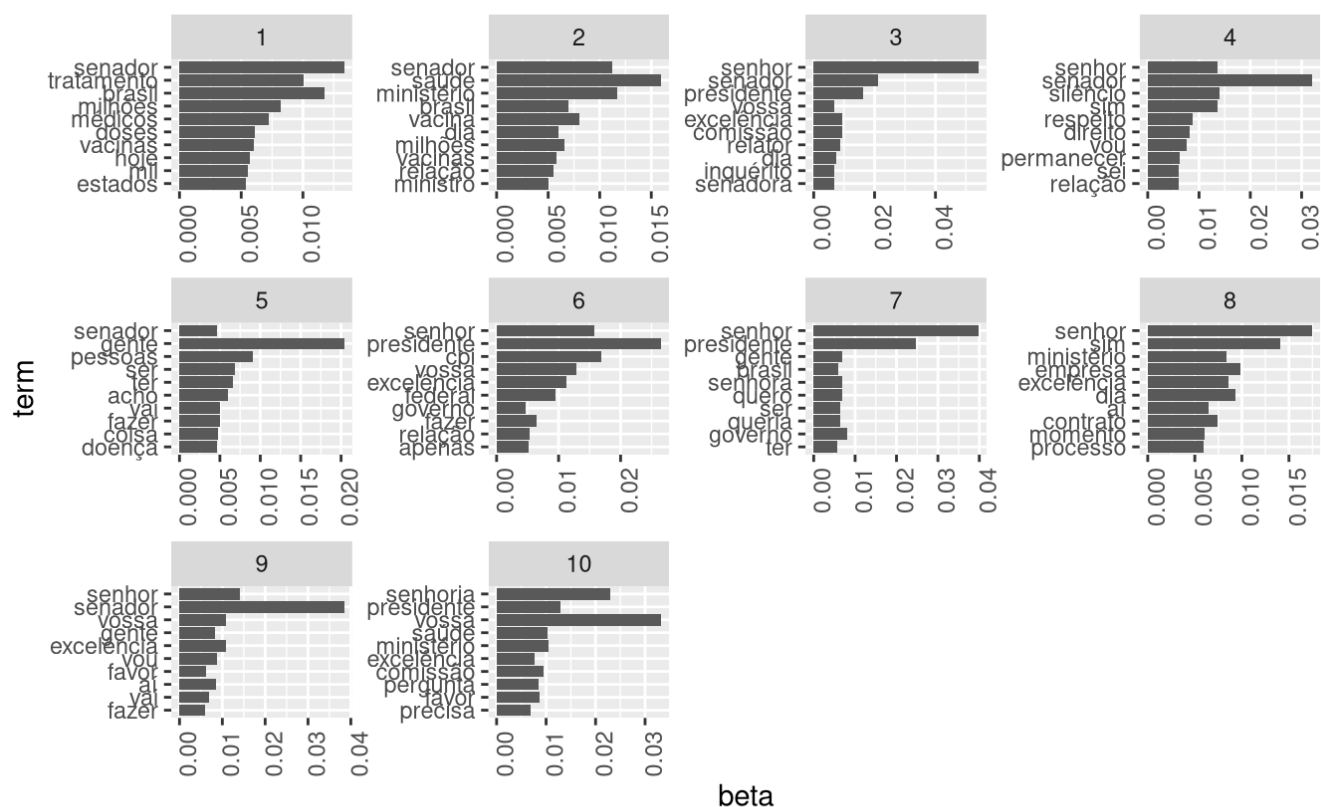 1
senador
tratamento
brasil
milhões
médicos
doses
vacinas
hoje
mil
estados
0.000
0.005
0.010
2
senador
saúde
ministério
brasil
vacina
dia
milhões
vacinas
relação
ministro
0.000
0.005
0.010
0.015
3
senhor
senador
presidente
vossa
excelência
comissão
relator
dia
inquérito
senadora
0.00
0.02
0.04
4
senhor
senador
silêncio
sim
respeito
direito
vou
permanecer
sei
relação
0.00
0.01
0.02
0.03
5
senador
gente
pessoas
ser
ter
acho
vai
fazer
coisa
doença
0.000
0.005
0.010
0.015
0.020
6
senhor
presidente
cpi
vossa
excelência
federal
governo
fazer
relação
apenas
0.00
0.01
0.02
7
senhor
presidente
gente
brasil
senhora
quero
ser
queria
governo
ter
0.00
0.01
0.02
0.03
0.04
8
senhor
sim
ministério
empresa
excelência
dia
aí
contrato
momento
processo
0.000
0.005
0.010
0.015
9
senhor
senador
vossa
gente
excelência
vou
favor
aí
vai
fazer
0.00
0.01
0.02
0.03
0.04
10
senhoria
presidente
vossa
saúde
ministério
excelência
comissão
pergunta
favor
precisa
0.00
0.01
0.02
0.03
term
beta